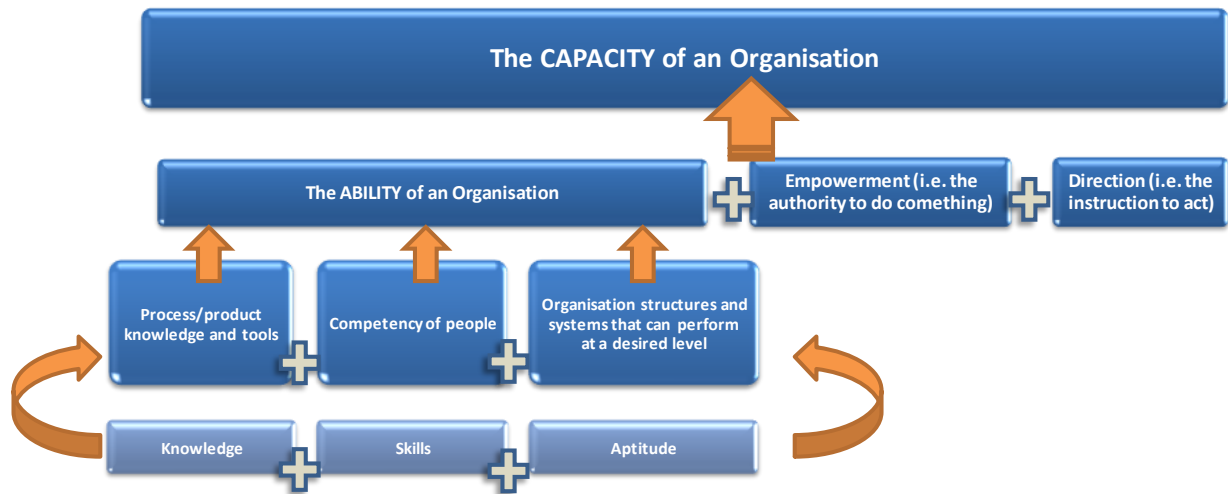 The CAPACITY of an Organisation
The ABILITY of an Organisation
Empowerment (i.e. the
authority to do comething)
Direction (i.e. the
instruction to act)
Process/product
knowledge and tools
Competency of people
Organisation structures and
systems that can perform
at a desired level
Knowledge
Skills
Aptitude